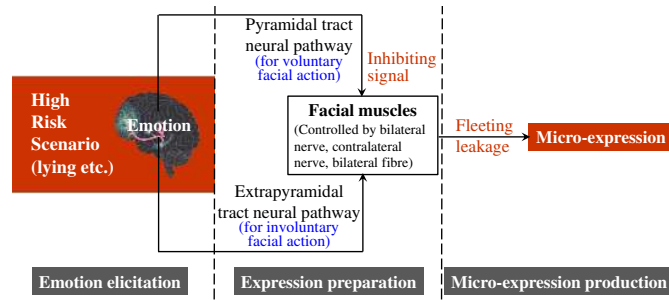 Pyramidal tract
neural pathway
(for voluntary
facial action)
Inhibiting
signal
High
Risk
Scenario
(lying etc.)
Emotion
Facial muscles
(Controlled by bilateral
nerve, contralateral
nerve, bilateral fibre)
Fleeting
leakage
Micro-expression
Extrapyramidal
tract neural pathway
(for involuntary
facial action)
Emotion elicitation
Expression preparation
Micro-expression production